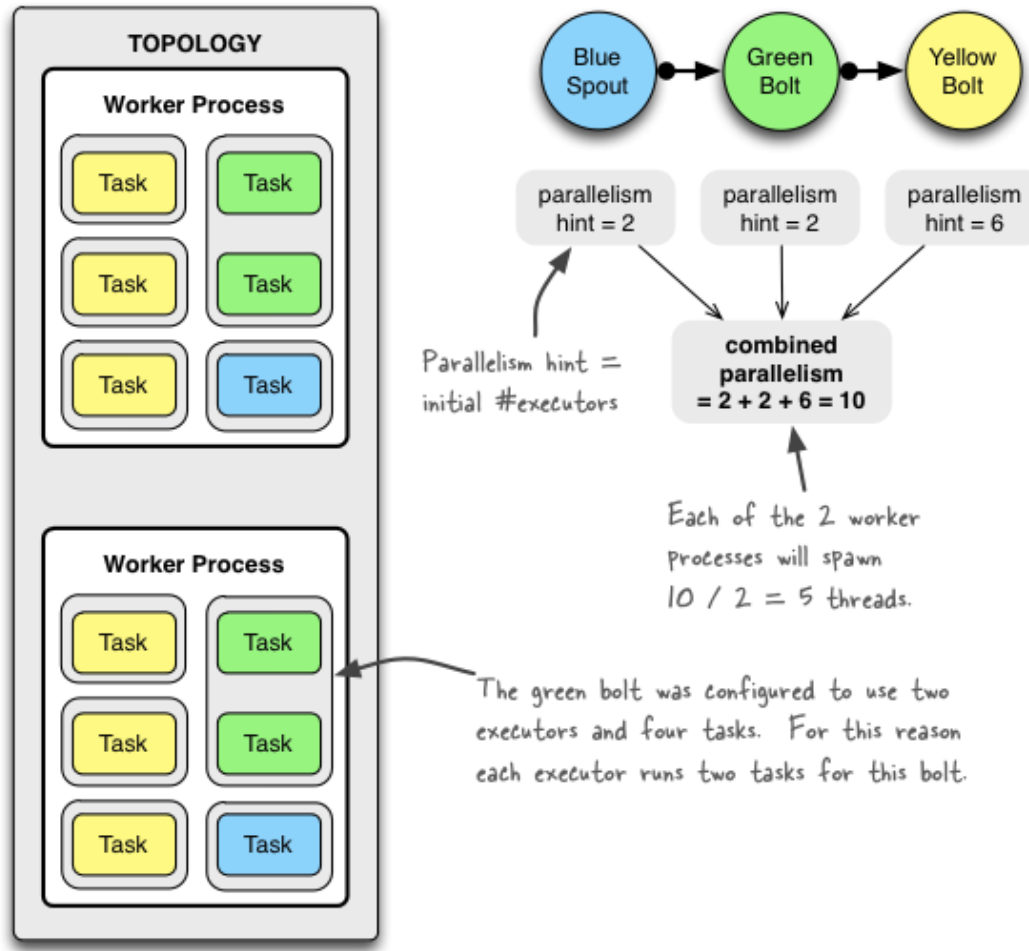 TOPOLOGY
Worker Process
Task
Task
Task
Task
Task
Task
Worker Process
Task
Task
Task
Task
Task
Task
Blue
Spout
Green
Bolt
Yellow
Bolt
parallelism
hint = 2
parallelism
hint = 2
parallelism
hint = 6
Parallelism hint =
initial #executors
combined
parallelism
= 2 + 2 + 6 = 10
Each of the 2 worker
processes will spawn
10 / 2 = 5 threads.
The green bolt was configured to use two
executors and four tasks. For this reason
each executor runs two tasks for this bolt.